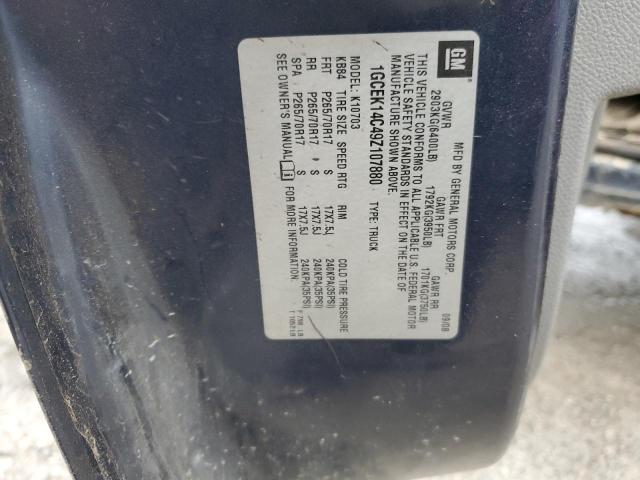 GM
MFD BY GENERAL MOTORS CORP. 09/08
GVWR GAWR FRT GAWR RR
2903KG(6400LB) 1792KG(3950LB) 1701KG(3750LB)
THIS VEHICLE CONFORMS TO ALL APPLICABLE U.S. FEDERAL MOTOR
VEHICLE SAFETY STANDARDS IN EFFECT ON THE DATE OF
MANUFACTURE SHOWN ABOVE.
1GCEK14C49Z107880 TYPE: TRUCK
MODEL: K10703
KB84 TIRE SIZE SPEED RTG RIM COLD TIRE PRESSURE
FRT P265/70R17 S 17X7.5J 240KPA(35PSI)
RR P265/70R17 S 17X7.5J 240KPA(35PSI)
SPA P265/70R17 S 17X7.5J 240KPA(35PSI)
SEE OWNER'S MANUAL FOR MORE INFORMATION.